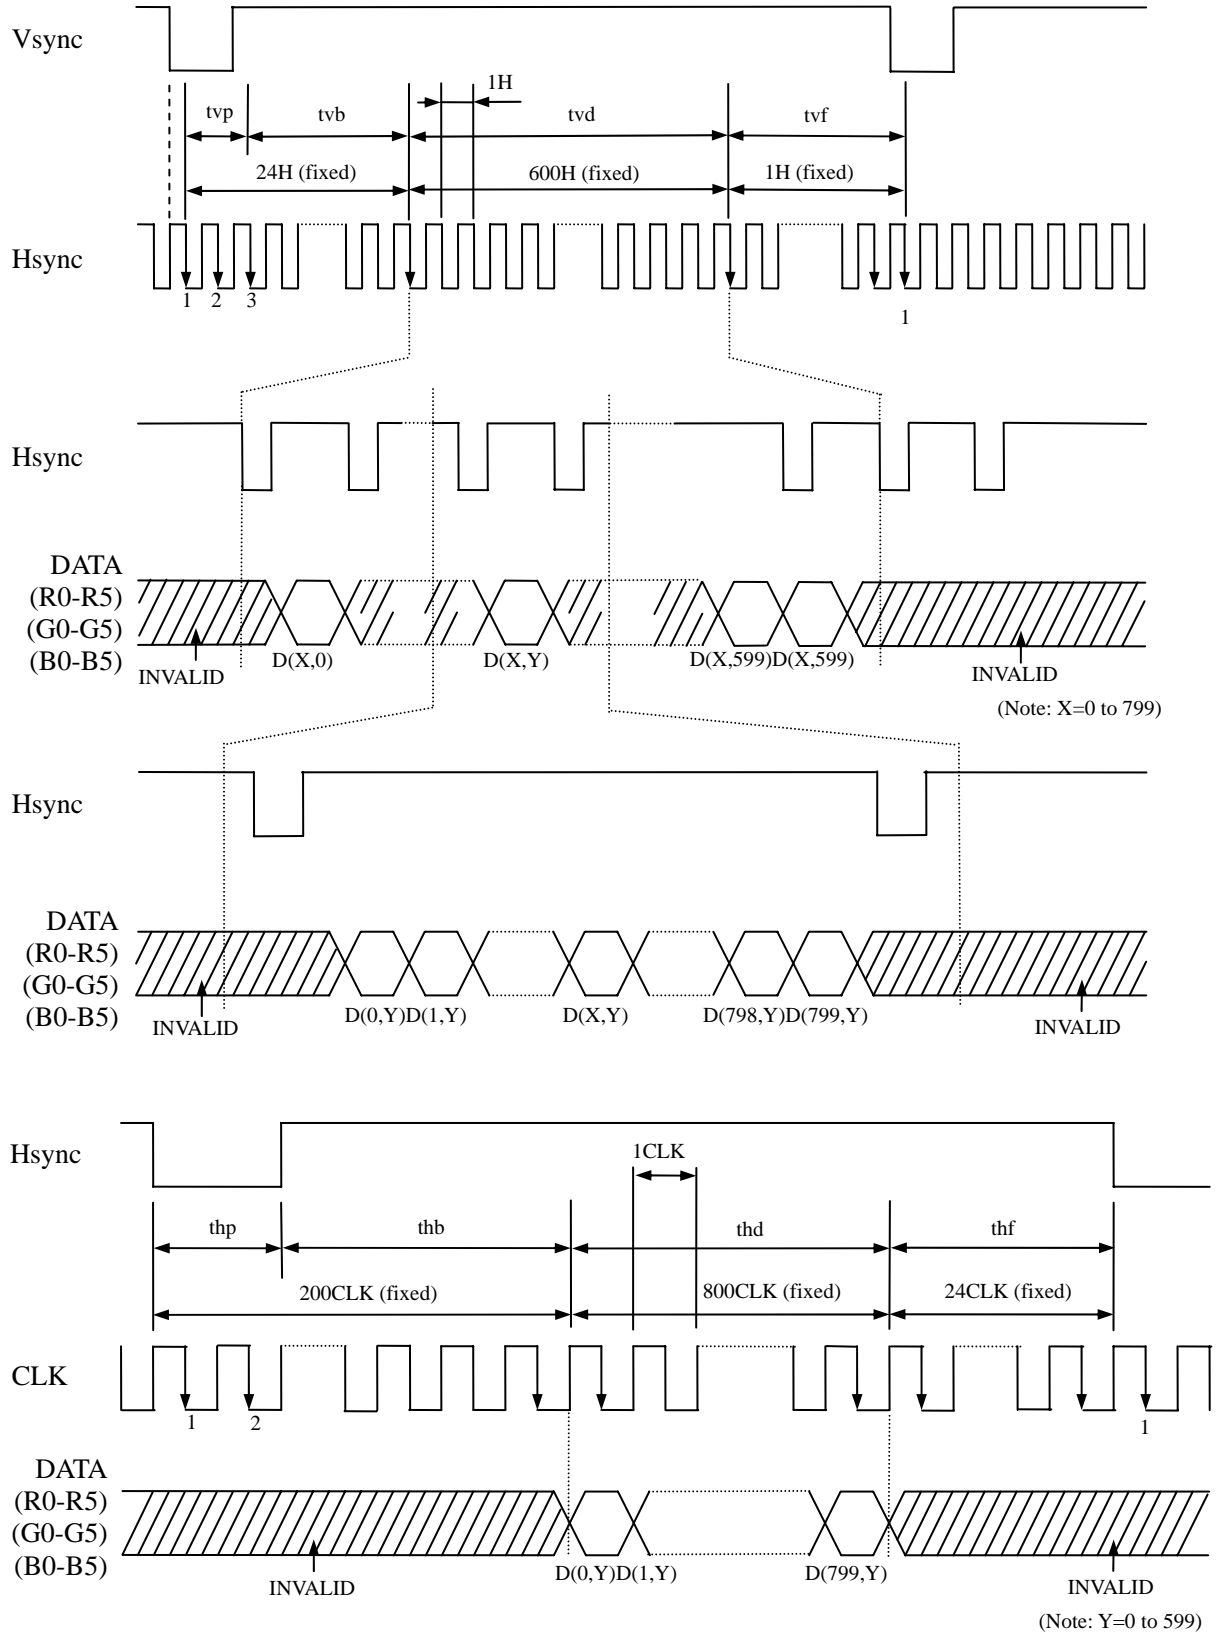 Vsync
1H
tvp
tvb
tvd
tvf
24H (fixed)
600H (fixed)
1H (fixed)
Hsync
1
2
3
1
Hsync
DATA
(R0-R5)
(G0-G5)
(B0-B5)
INVALID
D(X,0)
D(X,Y)
D(X,599)D(X,599)
INVALID
(Note: X=0 to 799)
Hsync
DATA
(R0-R5)
(G0-G5)
(B0-B5)
INVALID
D(0,Y)D(1,Y)
D(X,Y)
D(798,Y)D(799,Y)
INVALID
Hsync
1CLK
thp
thb
thd
thf
200CLK (fixed)
800CLK (fixed)
24CLK (fixed)
CLK
1
2
1
DATA
(R0-R5)
(G0-G5)
(B0-B5)
D(0,Y)D(1,Y)
D(799,Y)
INVALID
INVALID
(Note: Y=0 to 599)